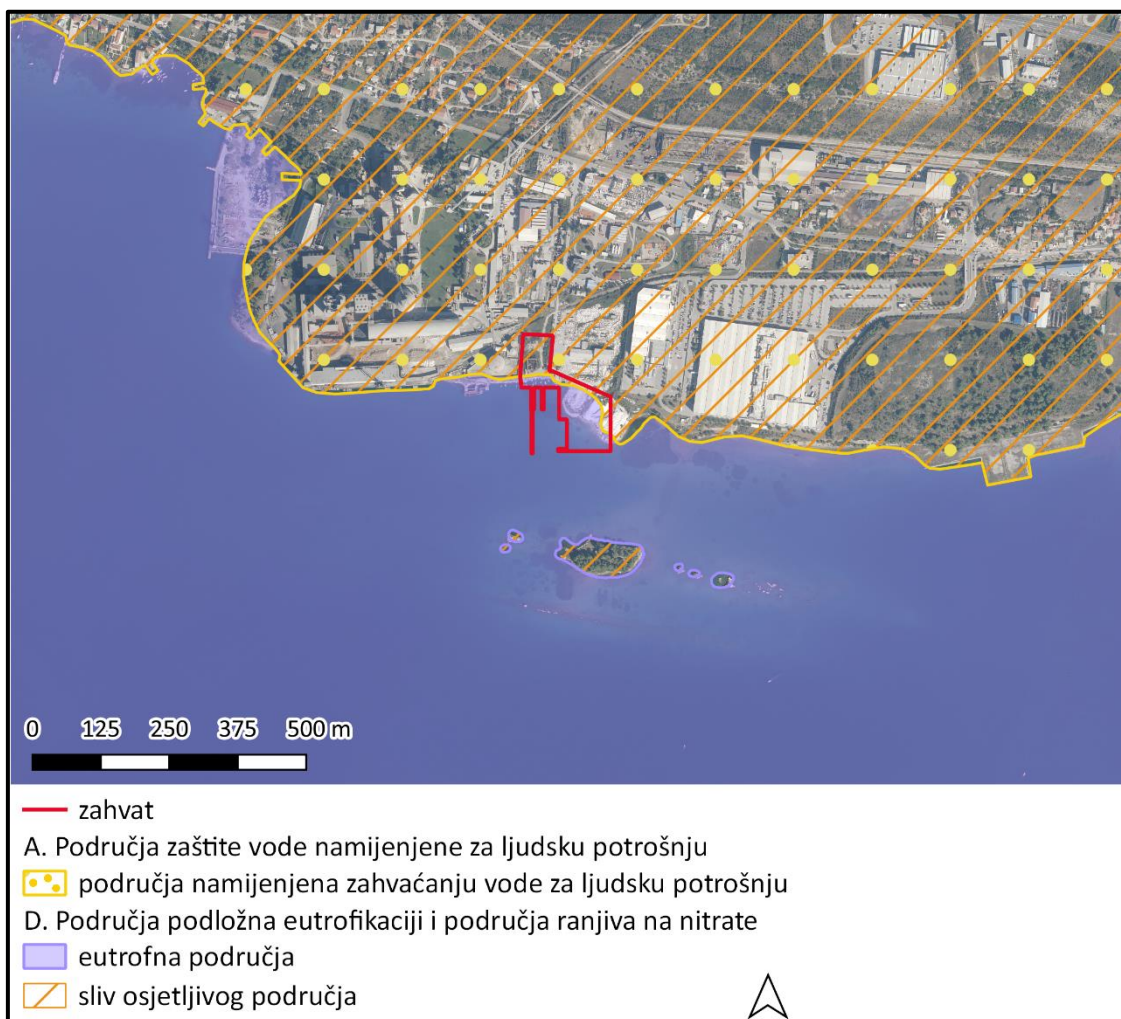 0 125 250 375 500 m
zahvat
A. Područja zaštite vode namijenjene za ljudsku potrošnju
područja namijenjena zahvaćanju vode za ljudsku potrošnju
D. Područja podložna eutrofikaciji i područja ranjiva na nitrate
eutrofna područja
sliv osjetljivog područja